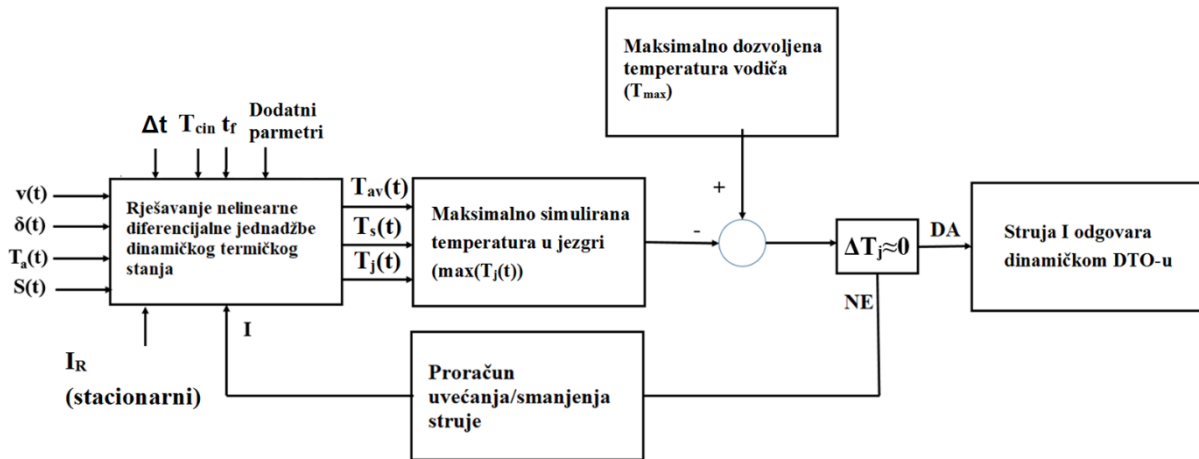 Maksimalno dozvoljena
temperatura vodiča
(Tmax)
Δt
Tcin
tf
Dodatni
parmetri
v(t)
δ(t)
Ta(t)
S(t)
Rješavanje nelinearne
diferencijalne jednadžbe
dinamičkog termičkog
stanja
Tav(t)
Ts(t)
Tj(t)
Maksimalno simulirana
temperatura u jezgri
(max(Tj(t))
+
-
ΔTj≈0
DA
NE
Struja I odgovara
dinamičkom DTO-u
I
IR
(stacionarni)
Proračun
uvećanja/smanjenja
struje